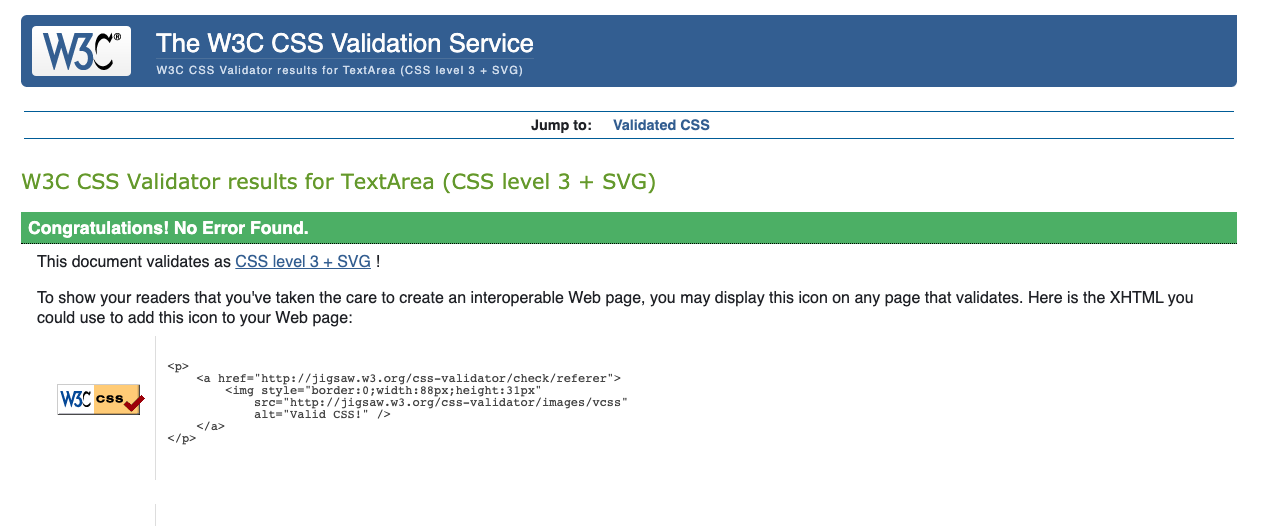 W3C®
The W3C CSS Validation Service
W3C CSS Validator results for TextArea (CSS level 3 + SVG)
Jump to: Validated CSS
W3C CSS Validator results for TextArea (CSS level 3 + SVG)
Congratulations! No Error Found.
This document validates as CSS level 3 + SVG !
To show your readers that you've taken the care to create an interoperable Web page, you may display this icon on any page that validates. Here is the XHTML you
could use to add this icon to your Web page:
W3C css
<p>
    <a href="http://jigsaw.w3.org/css-validator/check/referer">
        <img style="border:0;width:88px;height:31px"
            src="http://jigsaw.w3.org/css-validator/images/vcss"
            alt="Valid CSS!" />
    </a>
</p>